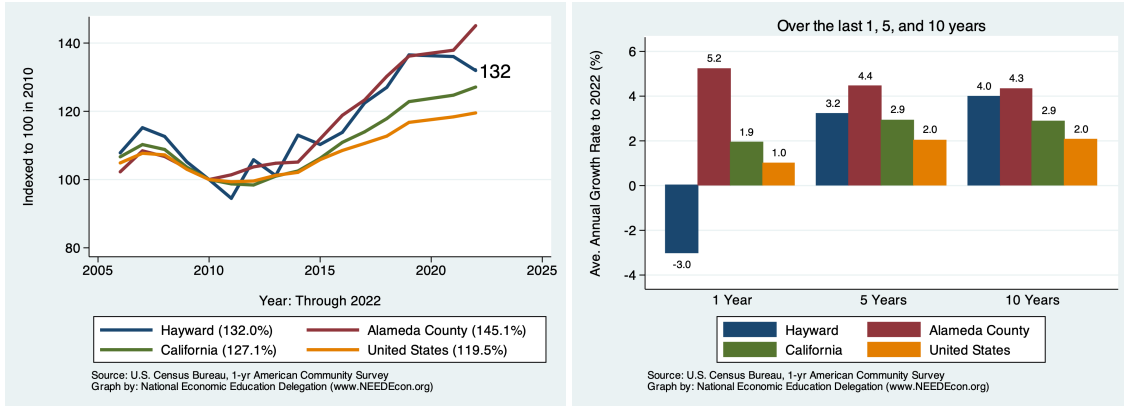 Indexed to 100 in 2010
140
120
100
80
132
2005
2010
2015
2020
2025
Year: Through 2022
Hayward (132.0%)
Alameda County (145.1%)
California (127.1%)
United States (119.5%)
Source: U.S. Census Bureau, 1-yr American Community Survey
Graph by: National Economic Education Delegation (www.NEEDEcon.org)
Over the last 1, 5, and 10 years
Ave. Annual Growth Rate to 2022 (%)
6
4
2
0
-2
-4
-3.0
5.2
1.9
1.0
3.2
4.4
2.9
2.0
4.0
4.3
2.9
2.0
1 Year
5 Years
10 Years
Hayward
Alameda County
California
United States
Source: U.S. Census Bureau, 1-yr American Community Survey
Graph by: National Economic Education Delegation (www.NEEDEcon.org)